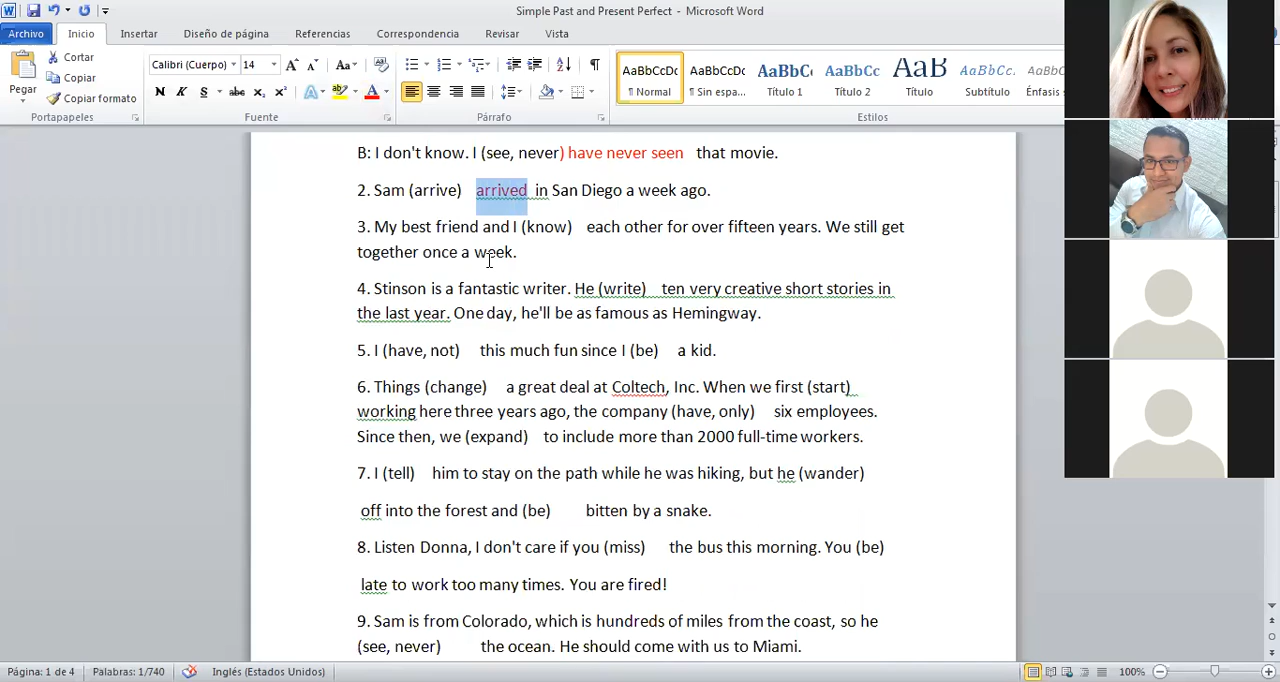 Simple Past and Present Perfect - Microsoft Word
Archivo Inicio Insertar Diseño de página Referencias Correspondencia Revisar Vista
Cortar
Copiar
Copiar formato
Pegar
Portapapeles
Calibri (Cuerpo) 14
Fuente
Párrafo
AaBbCcDc AaBbCcDc AaBbC AaBbCc AaB AaBbCc. AaBbCc
¶ Normal ¶ Sin espa... Título 1 Título 2 Título Subtítulo Énfasis s
Estilos
B: I don't know. I (see, never) have never seen that movie.
2. Sam (arrive) arrived in San Diego a week ago.
3. My best friend and I (know) each other for over fifteen years. We still get
together once a week.
4. Stinson is a fantastic writer. He (write) ten very creative short stories in
the last year. One day, he'll be as famous as Hemingway.
5. I (have, not) this much fun since I (be) a kid.
6. Things (change) a great deal at Coltech, Inc. When we first (start)
working here three years ago, the company (have, only) six employees.
Since then, we (expand) to include more than 2000 full-time workers.
7. I (tell) him to stay on the path while he was hiking, but he (wander)
off into the forest and (be) bitten by a snake.
8. Listen Donna, I don't care if you (miss) the bus this morning. You (be)
late to work too many times. You are fired!
9. Sam is from Colorado, which is hundreds of miles from the coast, so he
(see, never) the ocean. He should come with us to Miami.
Página: 1 de 4 Palabras: 1/740 Inglés (Estados Unidos) 100%